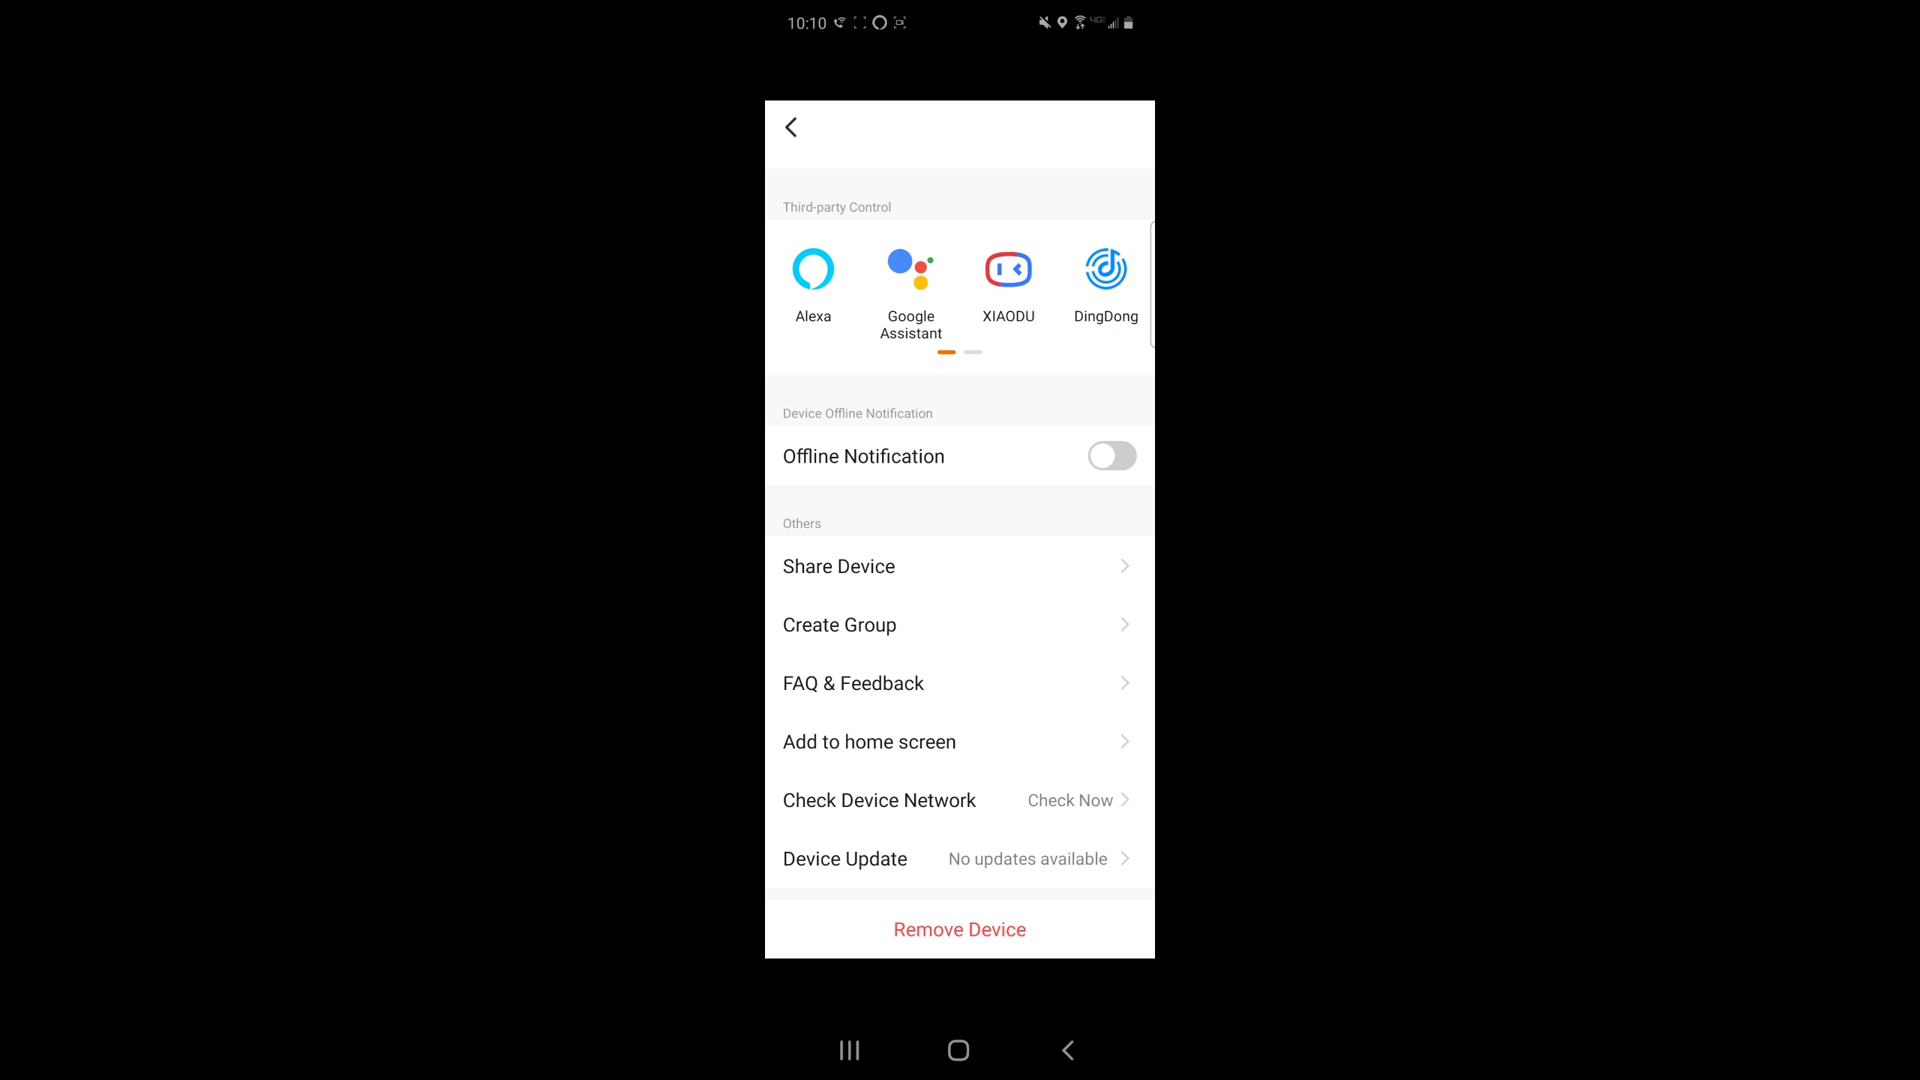 10:10
Third-party Control
Alexa
Google
Assistant
XIAODU
DingDong
Device Offline Notification
Offline Notification
Others
Share Device
Create Group
FAQ & Feedback
Add to home screen
Check Device Network Check Now
Device Update No updates available
Remove Device